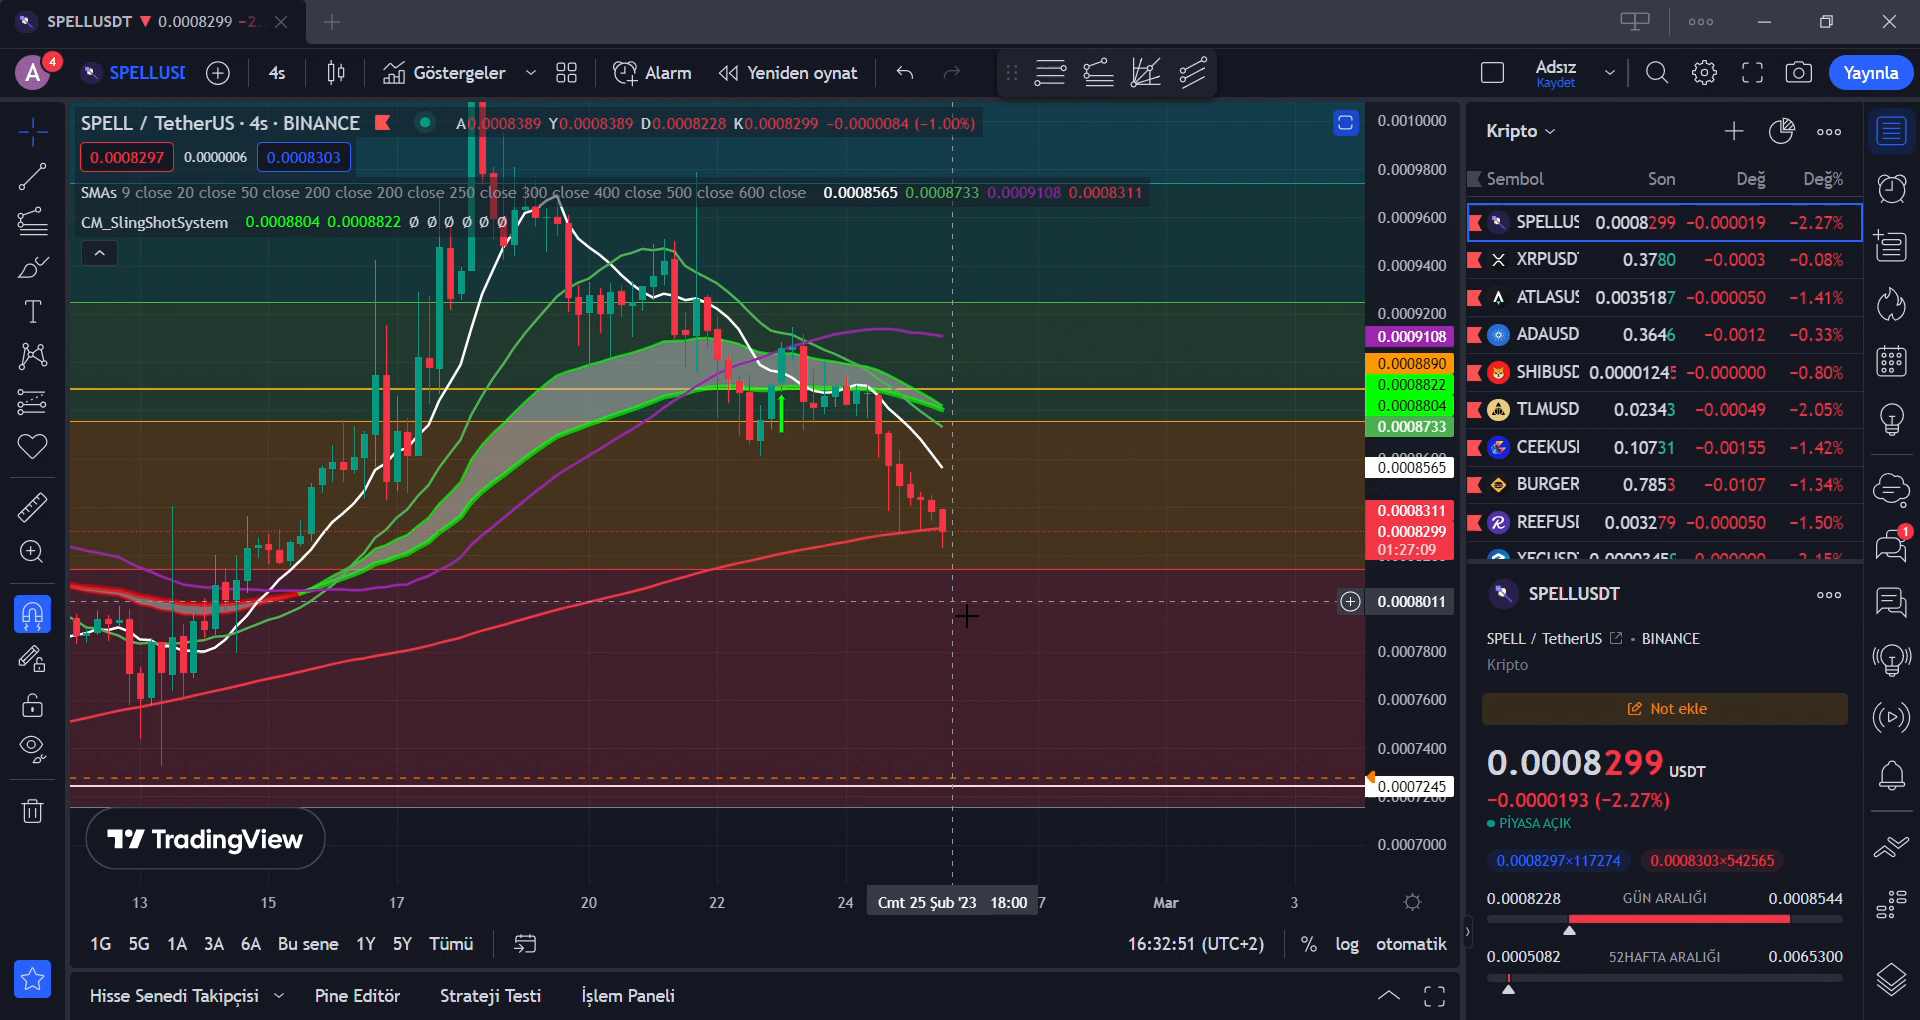 SPELLUSDT ▼ 0.0008299 −2.
A 4 SPELLUSI 4s Göstergeler Alarm Yeniden oynat Adsız Kaydet Yayınla
SPELL / TetherUS · 4s · BINANCE A0.0008389 Y0.0008389 D0.0008228 K0.0008299 −0.0000084 (−1.00%)
0.0008297 0.0000006 0.0008303
SMAs 9 close 20 close 50 close 200 close 200 close 250 close 300 close 400 close 500 close 600 close 0.0008565 0.0008733 0.0009108 0.0008311
CM_SlingShotSystem 0.0008804 0.0008822 ø ø ø ø ø ø
0.0010000
0.0009800
0.0009600
0.0009400
0.0009200
0.0009108
0.0008890
0.0008822
0.0008804
0.0008733
0.0008565
0.0008311
0.0008299
01:27:09
0.0008011
0.0007800
0.0007600
0.0007400
0.0007245
0.0007000
TradingView
13 15 17 20 22 24 Cmt 25 Şub '23 18:00 7 Mar 3
1G 5G 1A 3A 6A Bu sene 1Y 5Y Tümü 16:32:51 (UTC+2) % log otomatik
Hisse Senedi Takipçisi Pine Editör Strateji Testi İşlem Paneli
Kripto
Sembol Son Değ Değ%
SPELLUS 0.0008299 −0.000019 −2.27%
XRPUSD 0.3780 −0.0003 −0.08%
ATLASUS 0.0035187 −0.000050 −1.41%
ADAUSD 0.3646 −0.0012 −0.33%
SHIBUSD 0.00001245 −0.000000 −0.80%
TLMUSD 0.02343 −0.00049 −2.05%
CEEKUSI 0.10731 −0.00155 −1.42%
BURGER 0.7853 −0.0107 −1.34%
REEFUSI 0.003279 −0.000050 −1.50%
SPELLUSDT
SPELL / TetherUS • BINANCE
Kripto
Not ekle
0.0008299 USDT
−0.0000193 (−2.27%)
PİYASA AÇIK
0.0008297×117274 0.0008303×542565
0.0008228 GÜN ARALIĞI 0.0008544
0.0005082 52HAFTA ARALIĞI 0.0065300
1